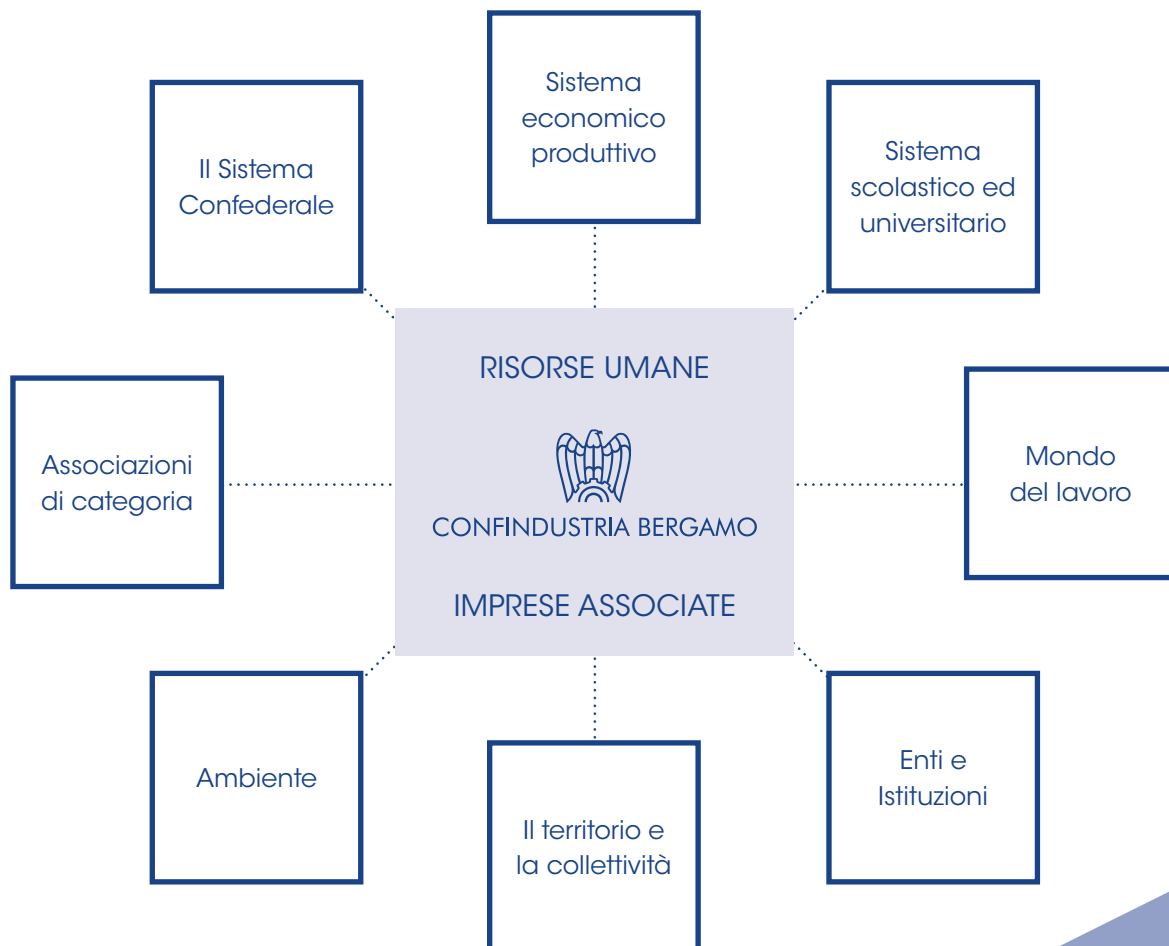 Sistema
economico
produttivo
Il Sistema
Confederale
Sistema
scolastico ed
universitario
RISORSE UMANE
CONFINDUSTRIA BERGAMO
IMPRESE ASSOCIATE
Associazioni
di categoria
Mondo
del lavoro
Ambiente
Il territorio e
la collettività
Enti e
Istituzioni